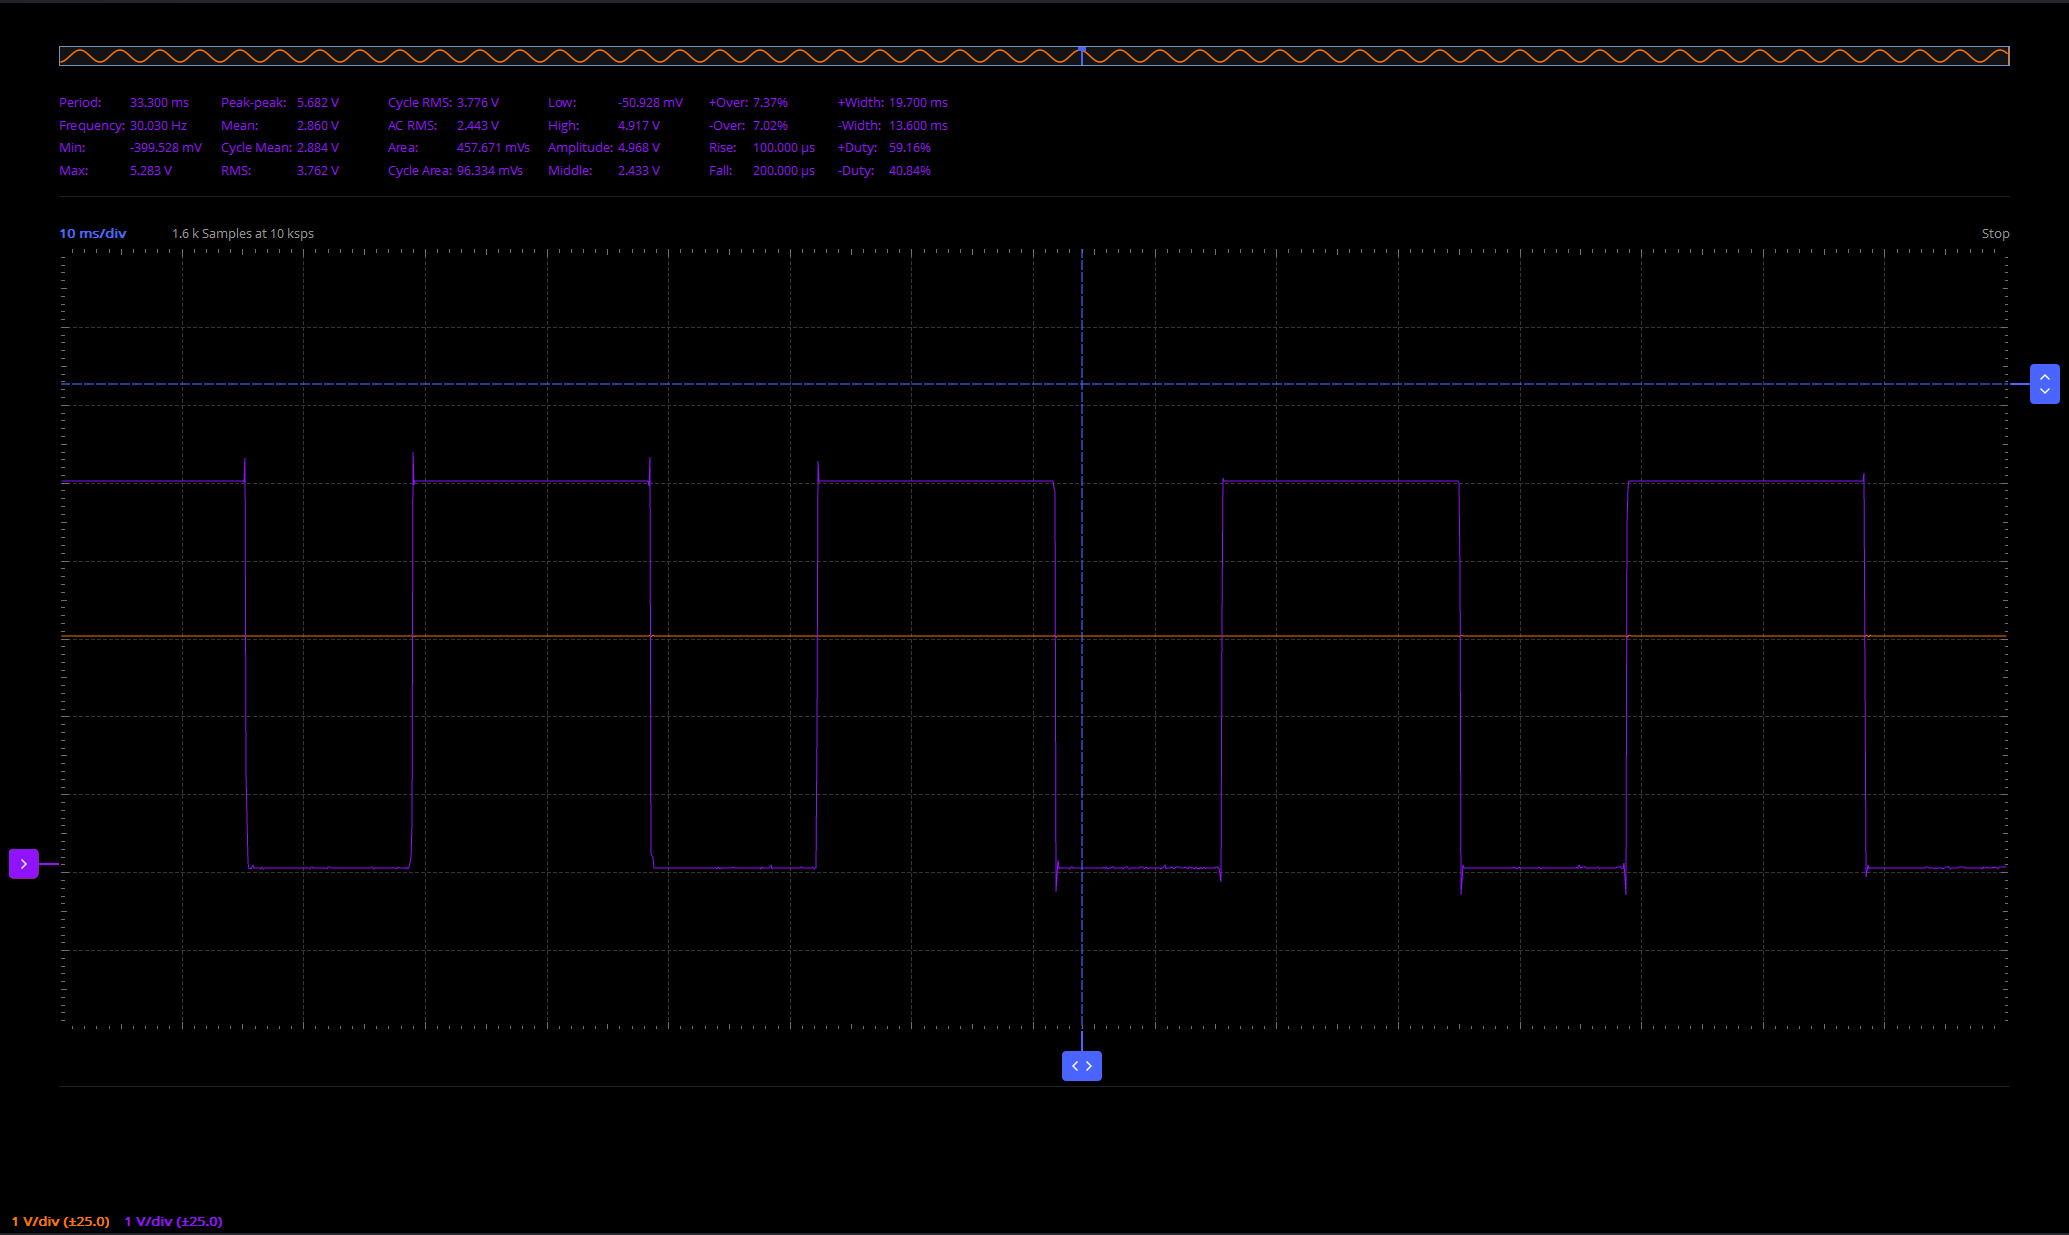 Period: 33.300 ms Peak-peak: 5.682 V Cycle RMS: 3.776 V Low: -50.928 mV +Over: 7.37% +Width: 19.700 ms
Frequency: 30.030 Hz Mean: 2.860 V AC RMS: 2.443 V High: 4.917 V -Over: 7.02% -Width: 13.600 ms
Min: -399.528 mV Cycle Mean: 2.884 V Area: 457.671 mVs Amplitude: 4.968 V Rise: 100.000 µs +Duty: 59.16%
Max: 5.283 V RMS: 3.762 V Cycle Area: 96.334 mVs Middle: 2.433 V Fall: 200.000 µs -Duty: 40.84%
10 ms/div 1.6 k Samples at 10 ksps Stop
1 V/div (±25.0) 1 V/div (±25.0)